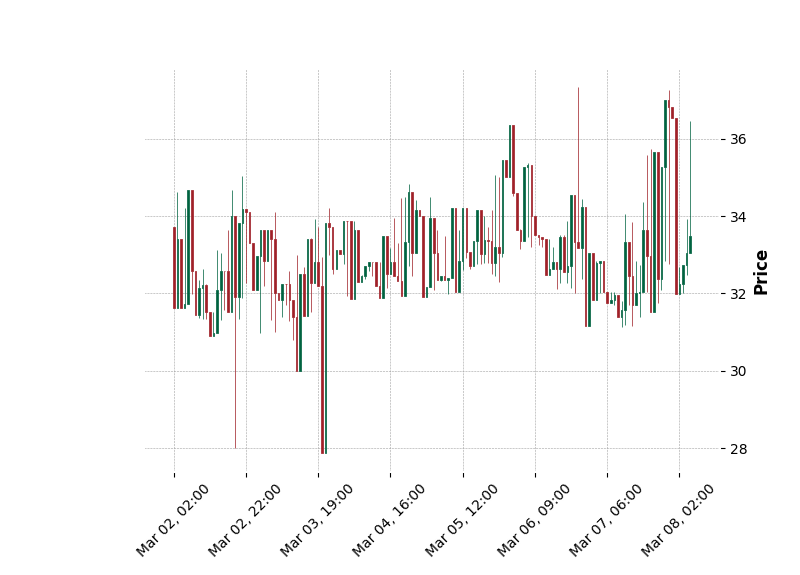 36
34
32
30
28
Price
Mar 02, 02:00
Mar 02, 22:00
Mar 03, 19:00
Mar 04, 16:00
Mar 05, 12:00
Mar 06, 09:00
Mar 07, 06:00
Mar 08, 02:00